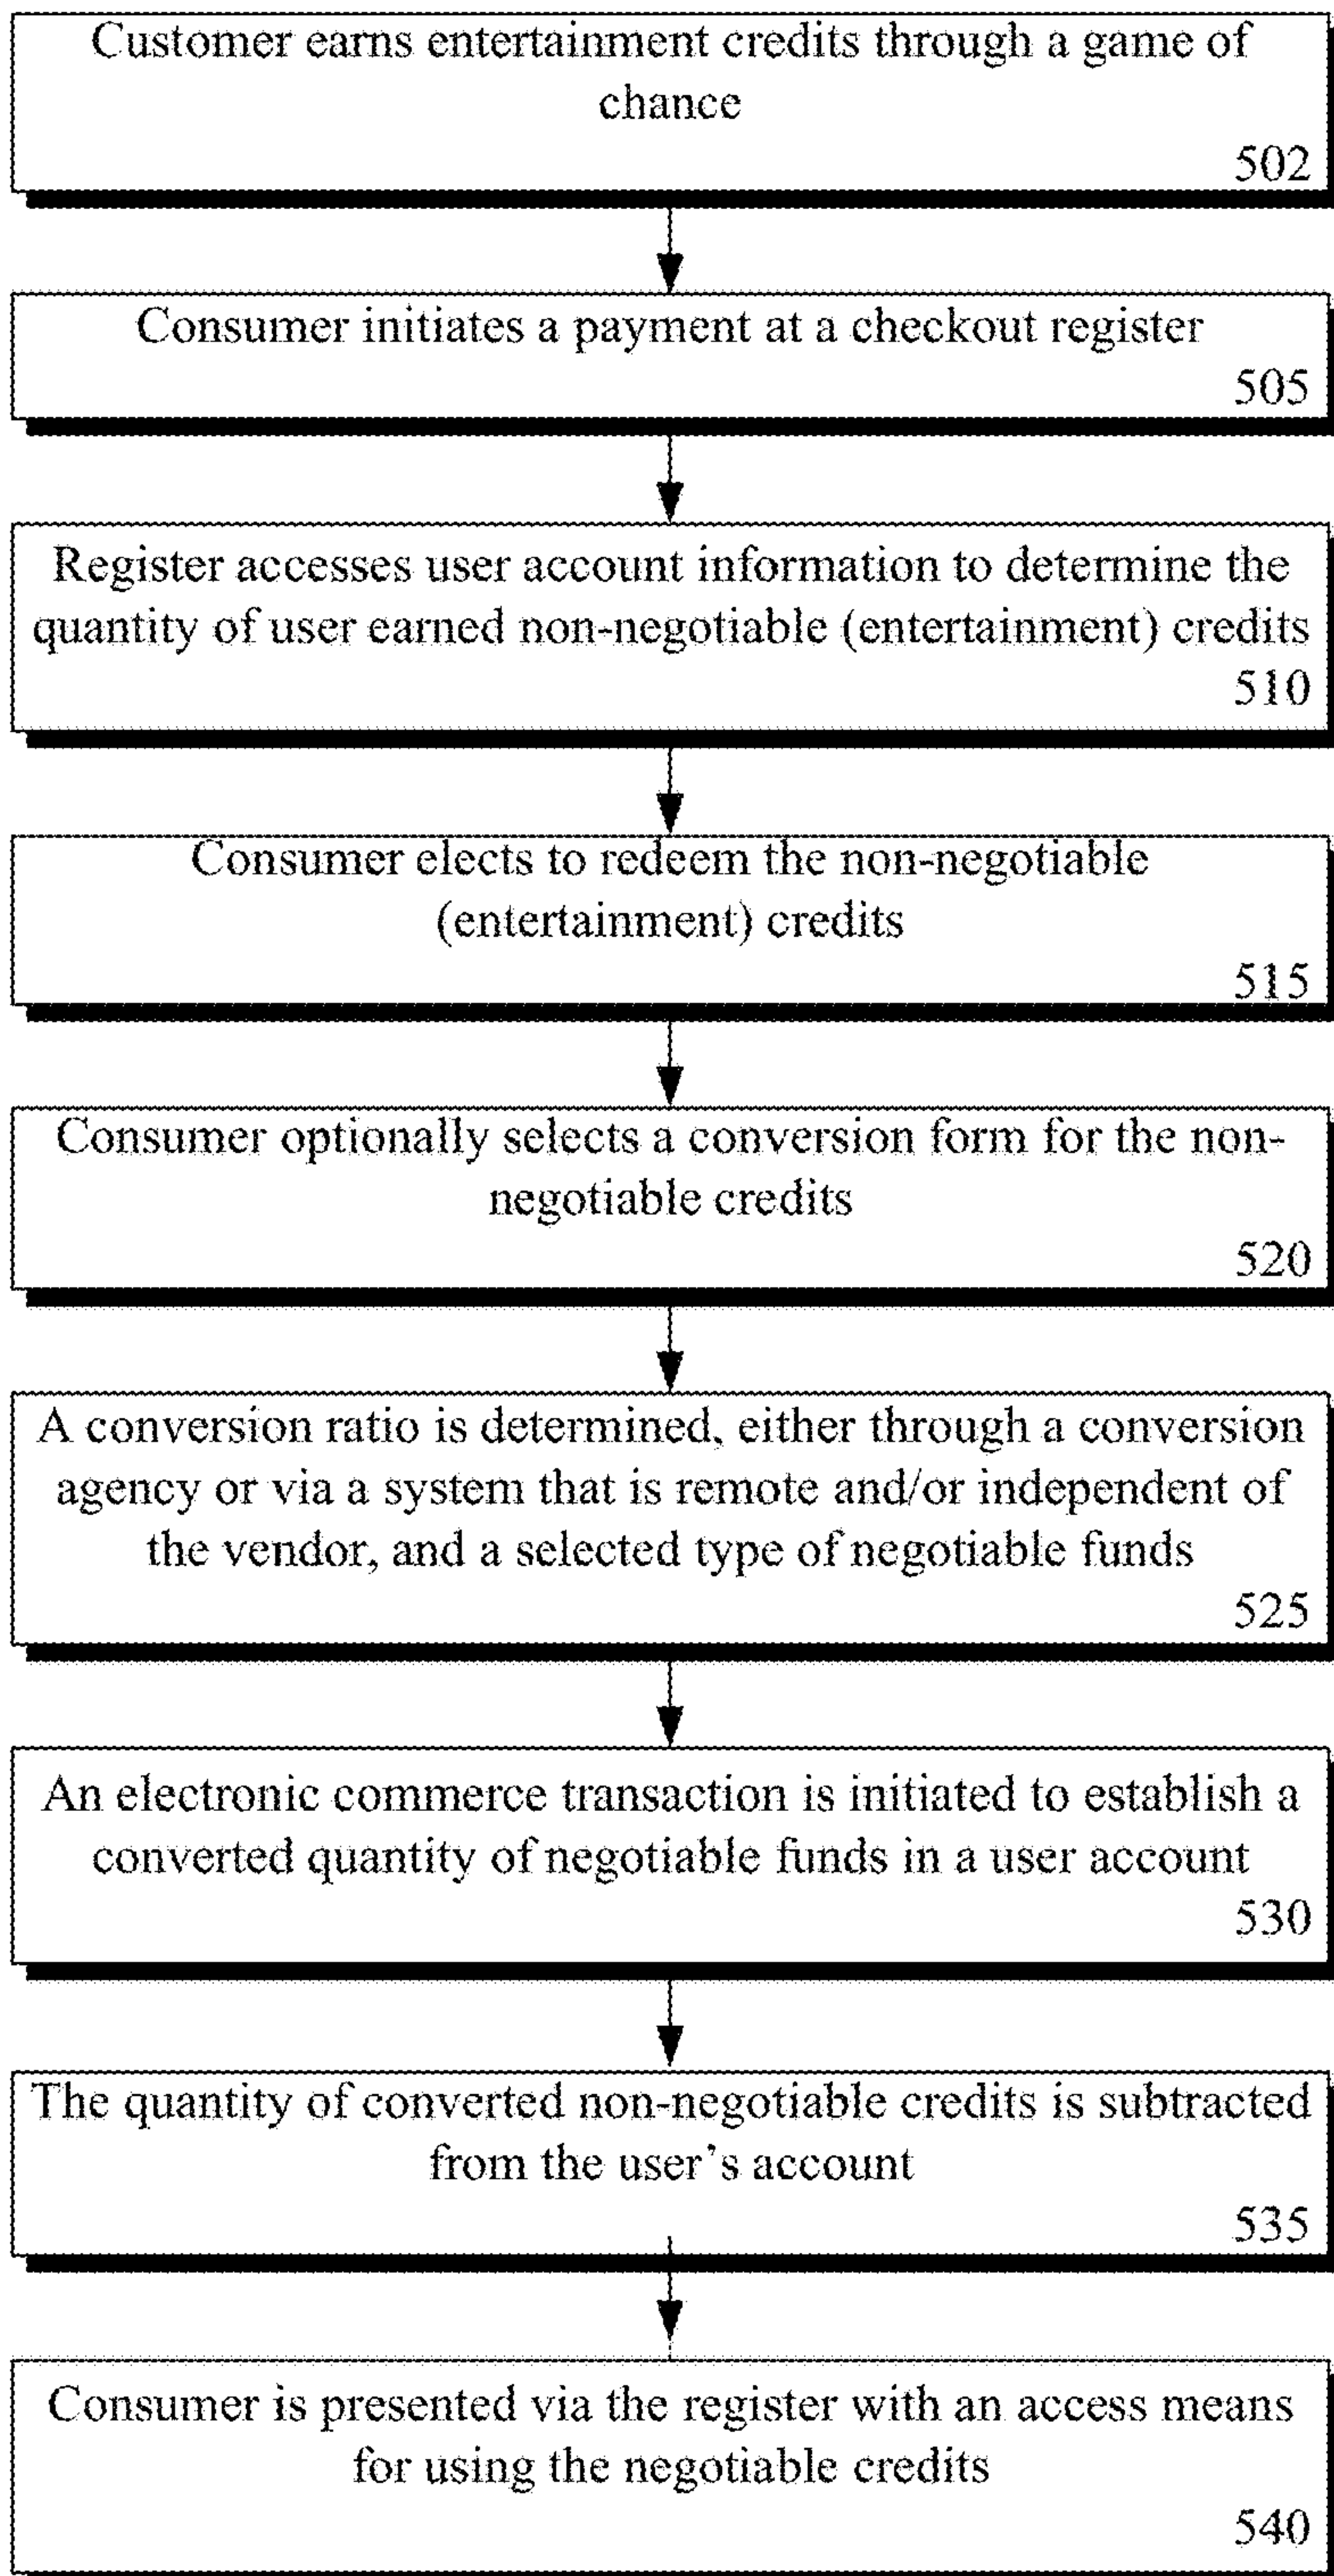 Customer earns entertainment credits through a game of
chance
502
Consumer initiates a payment at a checkout register
505
Register accesses user account information to determine the
quantity of user earned non-negotiable (entertainment) credits
510
Consumer elects to redeem the non-negotiable
(entertainment) credits
515
Consumer optionally selects a conversion form for the non-
negotiable credits
520
A conversion ratio is determined, either through a conversion
agency or via a system that is remote and/or independent of
the vendor, and a selected type of negotiable funds
525
An electronic commerce transaction is initiated to establish a
converted quantity of negotiable funds in a user account
530
The quantity of converted non-negotiable credits is subtracted
from the user's account
535
Consumer is presented via the register with an access means
for using the negotiable credits
540